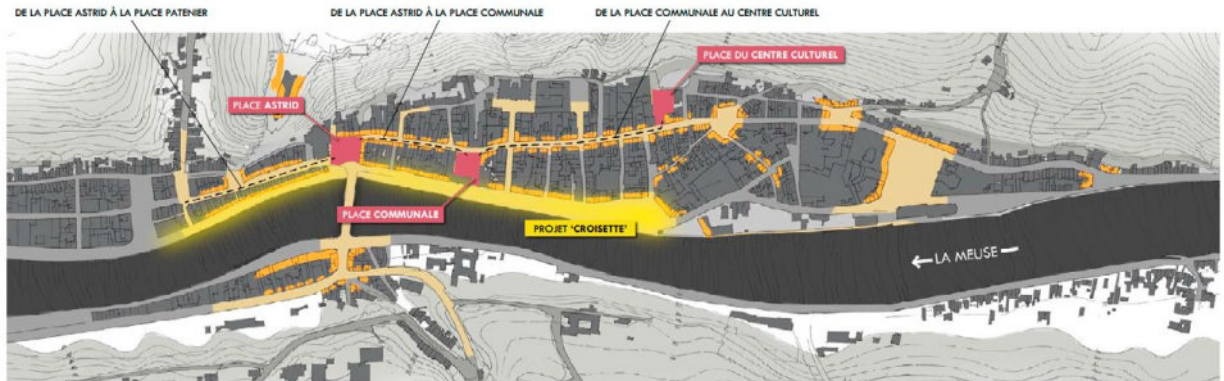 DE LA PLACE ASTRID À LA PLACE PATENIER
DE LA PLACE ASTRID À LA PLACE COMMUNALE
DE LA PLACE COMMUNALE AU CENTRE CULTUREL
PLACE DU CENTRE CULTUREL
PLACE ASTRID
PLACE COMMUNALE
PROJET 'CROISETTE'
LA MEUSE